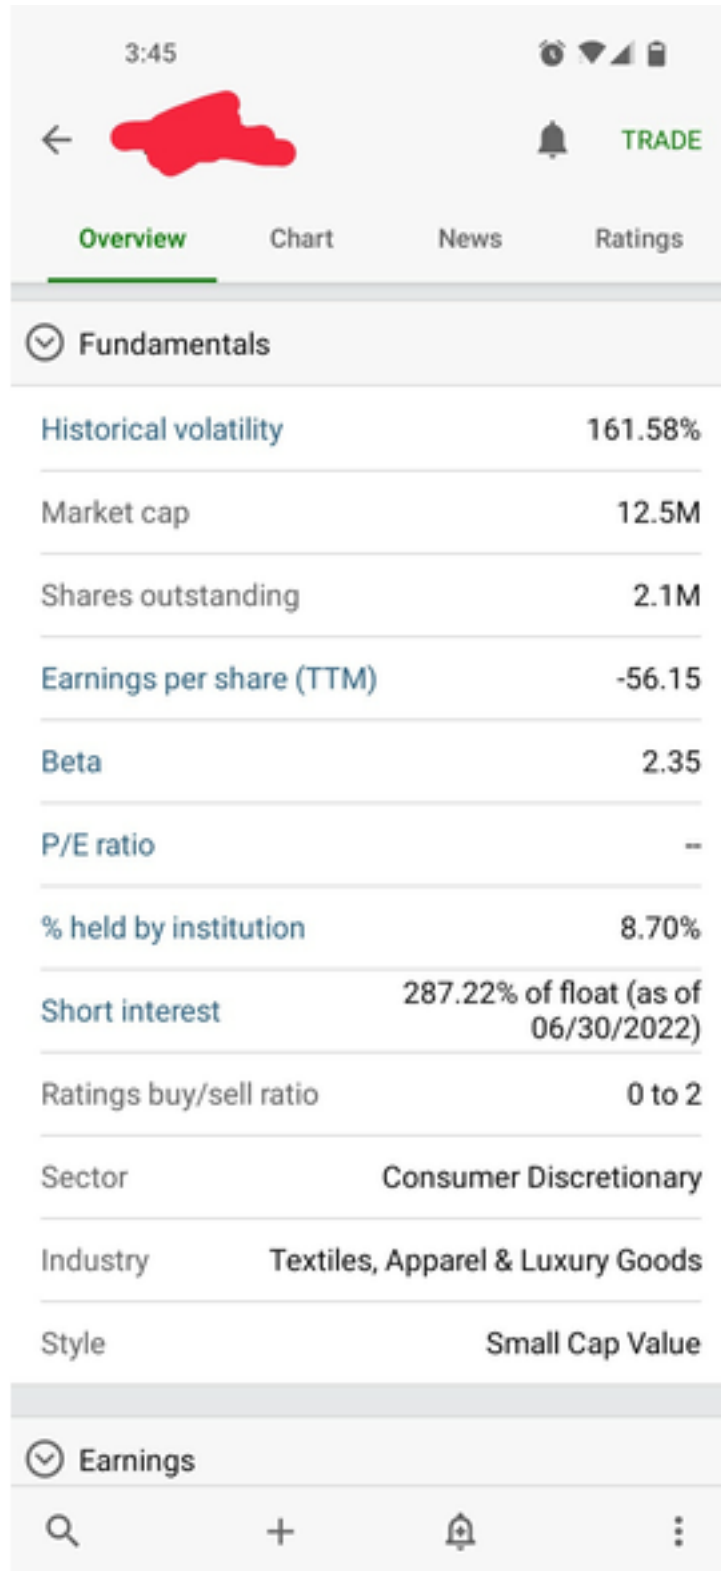 3:45
TRADE
Overview Chart News Ratings
Fundamentals
Historical volatility 161.58%
Market cap 12.5M
Shares outstanding 2.1M
Earnings per share (TTM) -56.15
Beta 2.35
P/E ratio --
% held by institution 8.70%
Short interest 287.22% of float (as of
06/30/2022)
Ratings buy/sell ratio 0 to 2
Sector Consumer Discretionary
Industry Textiles, Apparel & Luxury Goods
Style Small Cap Value
Earnings